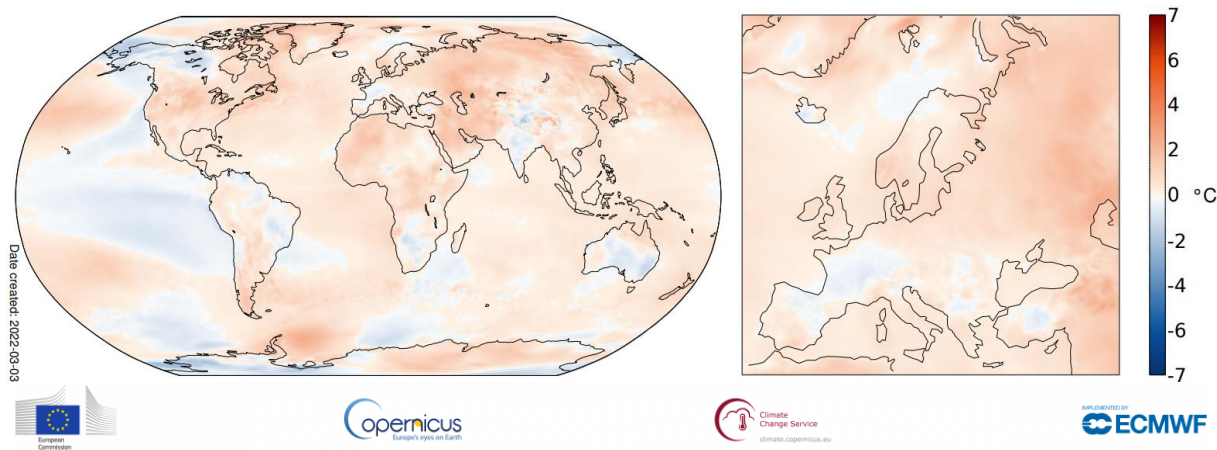 Date created: 2022-03-03
7
6
4
2
0
-2
-4
-6
-7
°C
European
Commission
opernicus
Europe's eyes on Earth
Climate
Change Service
climate.copernicus.eu
IMPLEMENTED BY
ECMWF